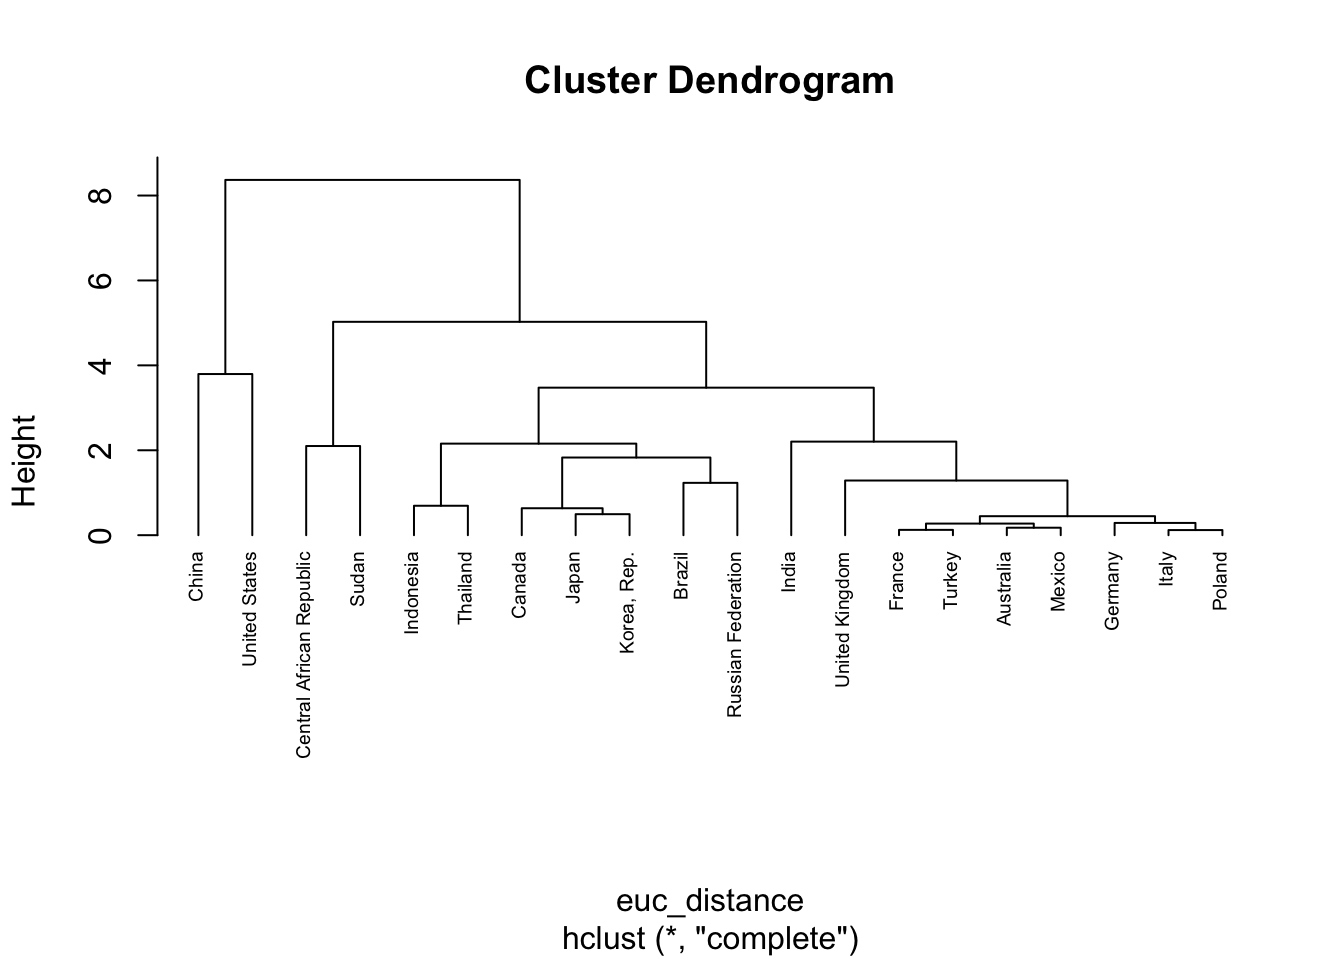 Cluster Dendrogram
Height
8
6
4
2
0
China
United States
Central African Republic
Sudan
Indonesia
Thailand
Canada
Japan
Korea, Rep.
Brazil
Russian Federation
India
United Kingdom
France
Turkey
Australia
Mexico
Germany
Italy
Poland
euc_distance
hclust (*, "complete")